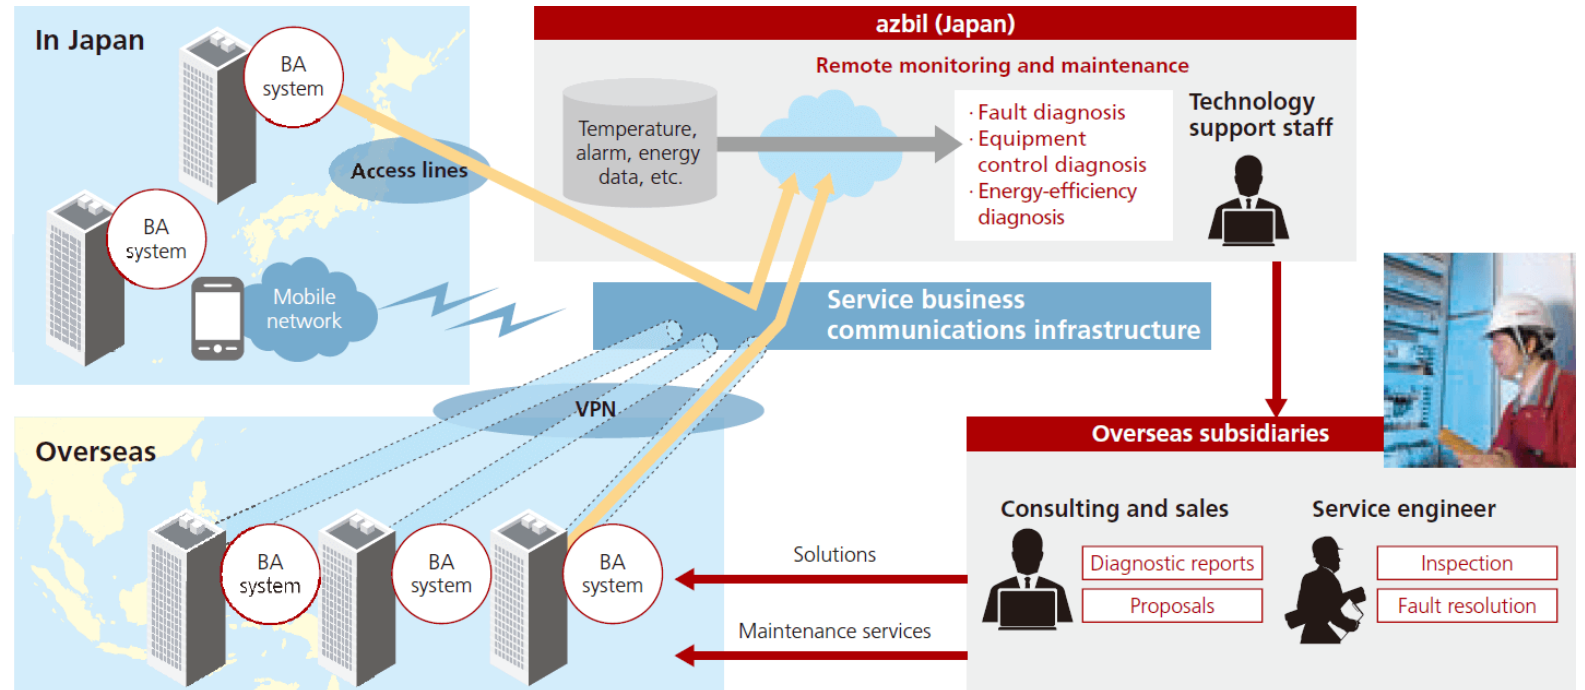 In Japan
BA
system
Access lines
BA
system
Mobile
network
azbil (Japan)
Remote monitoring and maintenance
Temperature,
alarm, energy
data, etc.
· Fault diagnosis
· Equipment
control diagnosis
· Energy-efficiency
diagnosis
Technology
support staff
Service business
communications infrastructure
VPN
Overseas
BA
system
BA
system
BA
system
Solutions
Maintenance services
Overseas subsidiaries
Consulting and sales
Diagnostic reports
Proposals
Service engineer
Inspection
Fault resolution